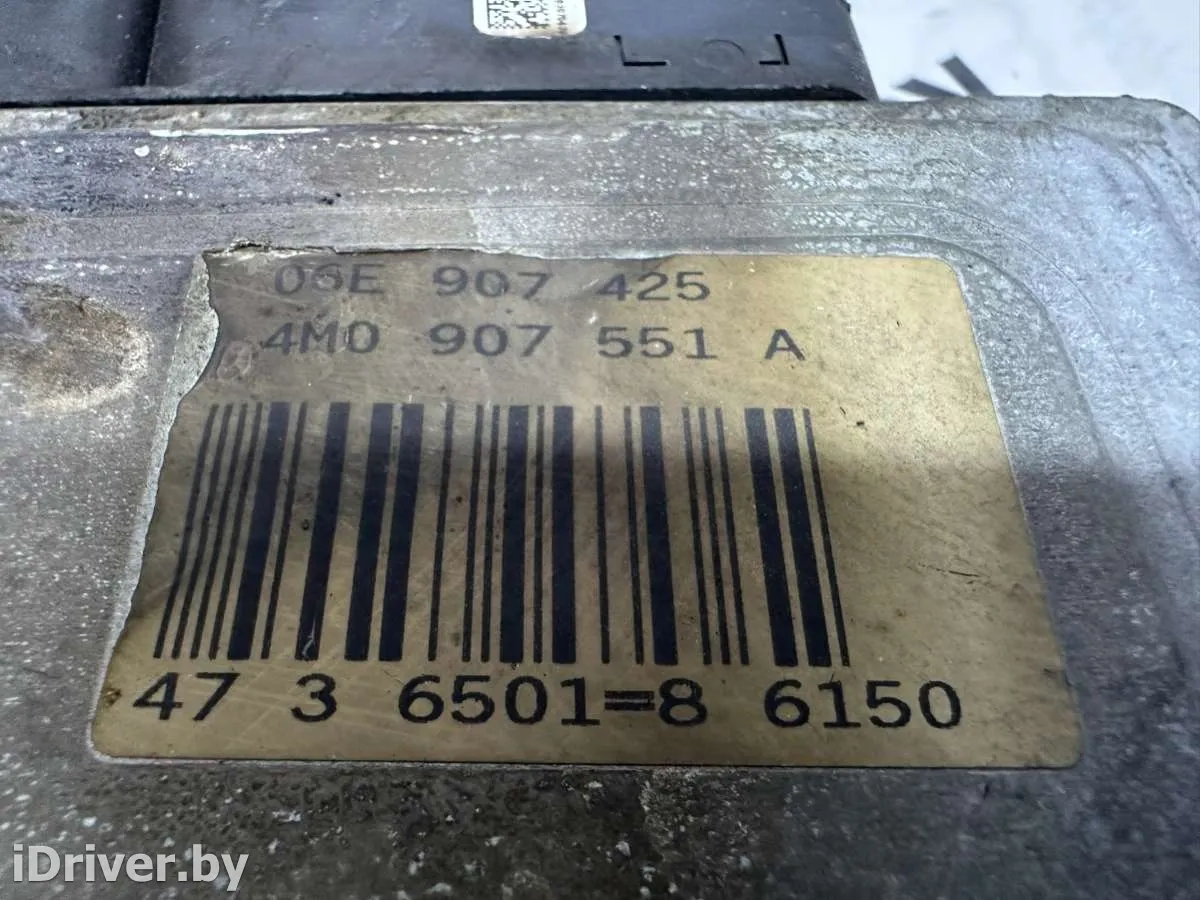 06E 907 425
4M0 907 551 A
47 3 6501=8 6150
iDriver.by